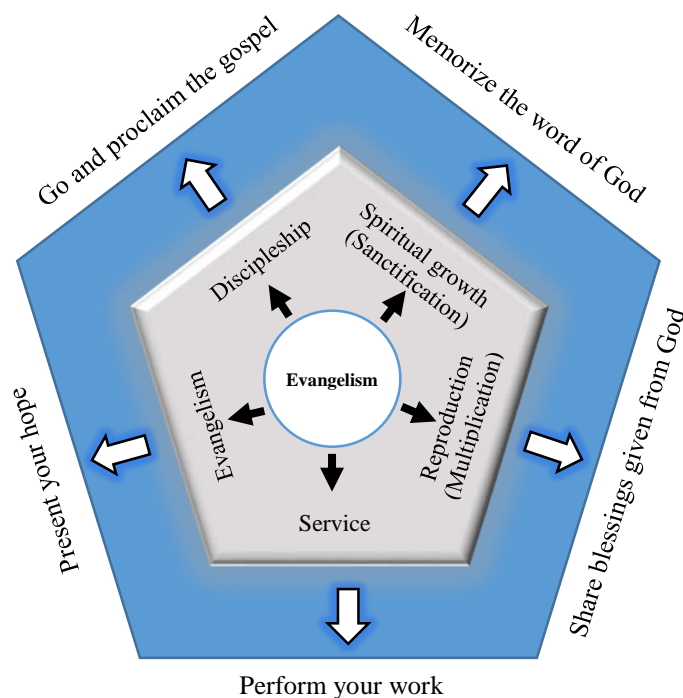 Go and proclaim the gospel
Memorize the word of God
Discipleship
Spiritual growth
(Sanctification)
Evangelism
Evangelism
Reproduction
(Multiplication)
Service
Present your hope
Share blessings given from God
Perform your work